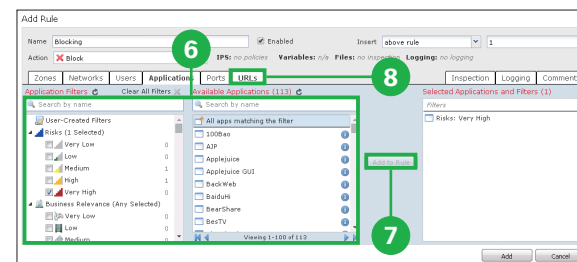 Add Rule
Name Blocking Enabled Insert above rule 1
Action Block IPS: no policies Variables: n/a Files: no inspection Logging: no logging
6
8
Zones Networks Users Applications Ports URLs Inspection Logging Comment
Application Filters Clear All Filters Available Applications (113) Selected Applications and Filters (1)
Search by name
Search by name
Filters
User-Created Filters
Risks (1 Selected)
Very Low 0
Low 0
Medium 1
High 1
Very High 0
Business Relevance (Any Selected)
Very Low 0
Low 0
Medium 0
All apps matching the filter
100Bao
AJP
Applejuice
Applejuice GUI
BackWeb
BaiduHi
BearShare
BesTV
Viewing 1-100 of 113
Add to Rule
7
Risks: Very High
Add Cancel